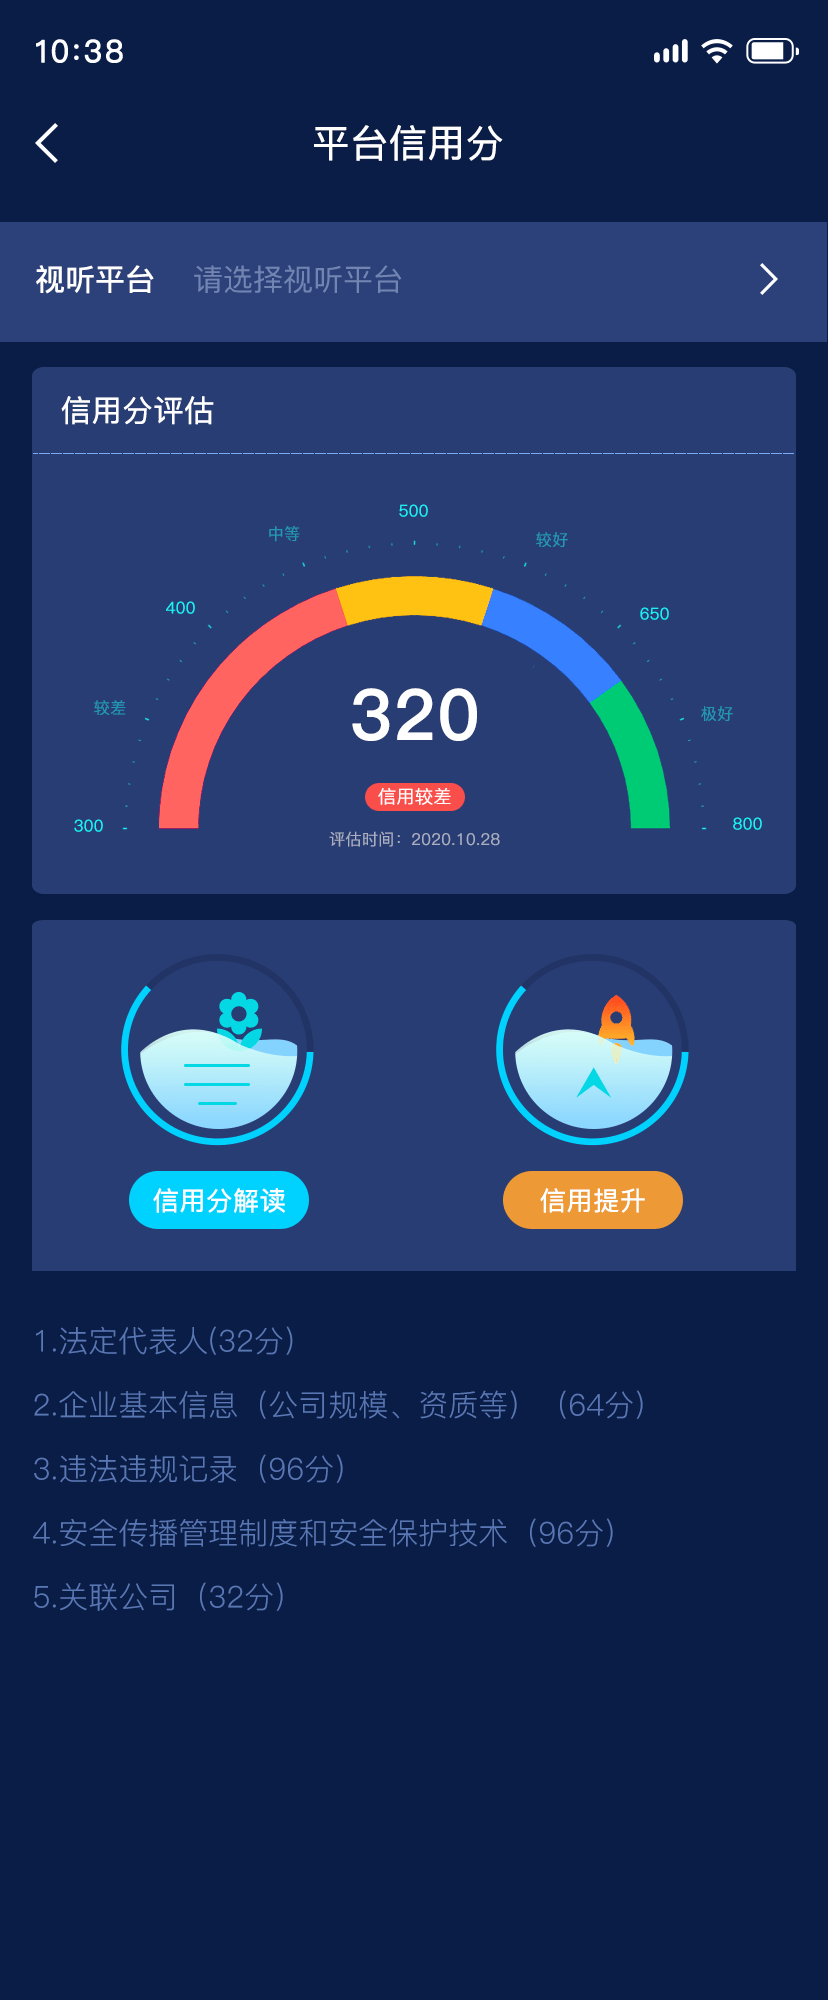 10:38
平台信用分
视听平台 请选择视听平台
信用分评估
500
中等 较好
400 650
较差 极好
320
信用较差
300 800
评估时间：2020.10.28
信用分解读 信用提升
1.法定代表人(32分)
2.企业基本信息（公司规模、资质等）（64分）
3.违法违规记录（96分）
4.安全传播管理制度和安全保护技术（96分）
5.关联公司（32分）